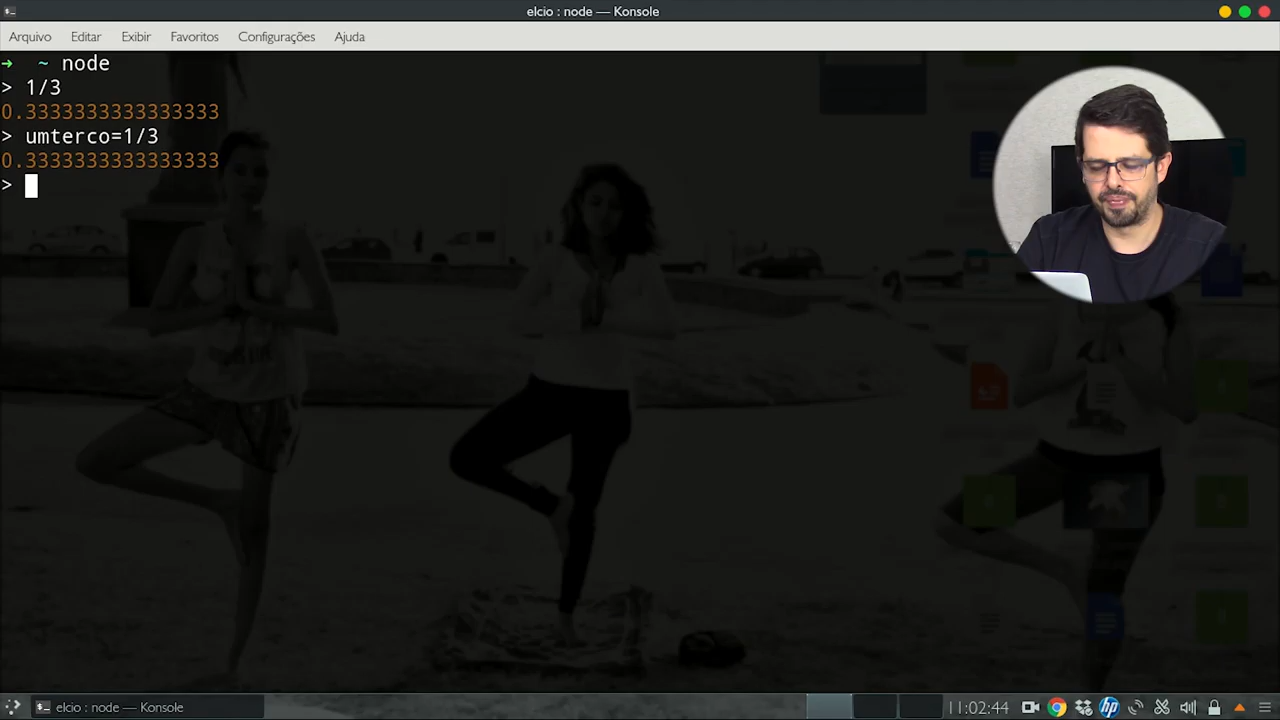 elcio : node — Konsole
Arquivo Editar Exibir Favoritos Configurações Ajuda
➜ ~ node
> 1/3
0.3333333333333333
> umterco=1/3
0.3333333333333333
>
elcio : node — Konsole
11:02:44